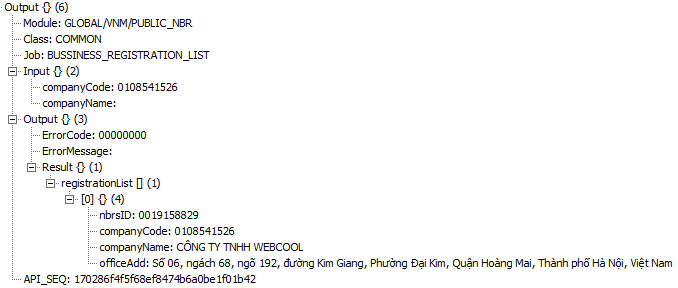 Output {} (6)
Module: GLOBAL/VNM/PUBLIC_NBR
Class: COMMON
Job: BUSSINESS_REGISTRATION_LIST
Input {} (2)
companyCode: 0108541526
companyName:
Output {} (3)
ErrorCode: 00000000
ErrorMessage:
Result {} (1)
registrationList [] (1)
[0] {} (4)
nbrsID: 0019158829
companyCode: 0108541526
companyName: CÔNG TY TNHH WEBCOOL
officeAdd: Số 06, ngách 68, ngõ 192, đường Kim Giang, Phường Đại Kim, Quận Hoàng Mai, Thành phố Hà Nội, Việt Nam
API_SEQ: 170286f4f5f68ef8474b6a0be1f01b42